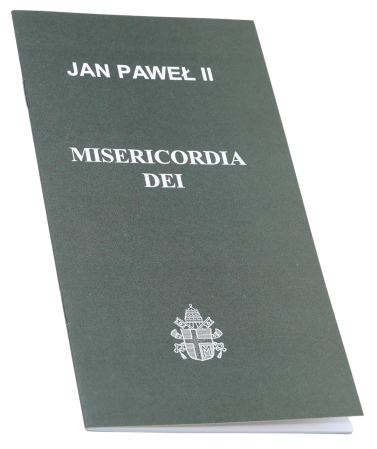 JAN PAWEŁ II
MISERICORDIA
DEI